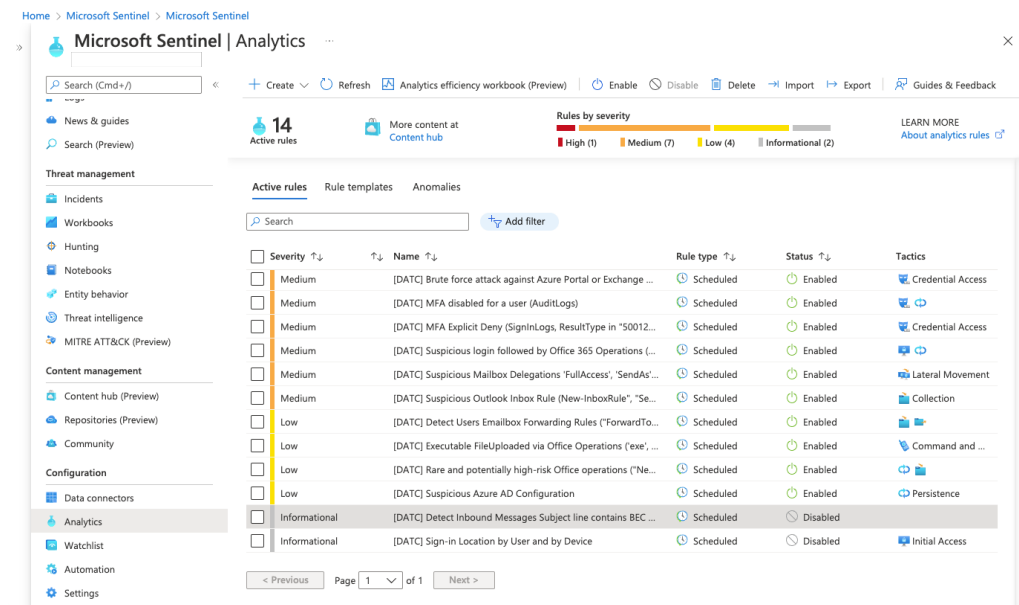 Home > Microsoft Sentinel > Microsoft Sentinel
Microsoft Sentinel | Analytics ...
Search (Cmd+/)
Logs
News & guides
Search (Preview)
Threat management
Incidents
Workbooks
Hunting
Notebooks
Entity behavior
Threat intelligence
MITRE ATT&CK (Preview)
Content management
Content hub (Preview)
Repositories (Preview)
Community
Configuration
Data connectors
Analytics
Watchlist
Automation
Settings
Create Refresh Analytics efficiency workbook (Preview) Enable Disable Delete Import Export Guides & Feedback
14
Active rules
More content at
Content hub
Rules by severity
High (1) Medium (7) Low (4) Informational (2)
LEARN MORE
About analytics rules
Active rules Rule templates Anomalies
Search Add filter
Severity Name Rule type Status Tactics
Medium [DATC] Brute force attack against Azure Portal or Exchange ... Scheduled Enabled Credential Access
Medium [DATC] MFA disabled for a user (AuditLogs) Scheduled Enabled
Medium [DATC] MFA Explicit Deny (SignInLogs, ResultType in "50012... Scheduled Enabled Credential Access
Medium [DATC] Suspicious login followed by Office 365 Operations (... Scheduled Enabled
Medium [DATC] Suspicious Mailbox Delegations 'FullAccess', 'SendAs'... Scheduled Enabled Lateral Movement
Medium [DATC] Suspicious Outlook Inbox Rule (New-InboxRule", "Se... Scheduled Enabled Collection
Low [DATC] Detect Users Emailbox Forwarding Rules ("ForwardTo... Scheduled Enabled
Low [DATC] Executable FileUploaded via Office Operations ('exe', ... Scheduled Enabled Command and ...
Low [DATC] Rare and potentially high-risk Office operations ("Ne... Scheduled Enabled
Low [DATC] Suspicious Azure AD Configuration Scheduled Enabled Persistence
Informational [DATC] Detect Inbound Messages Subject line contains BEC ... Scheduled Disabled
Informational [DATC] Sign-in Location by User and by Device Scheduled Disabled Initial Access
< Previous Page 1 of 1 Next >